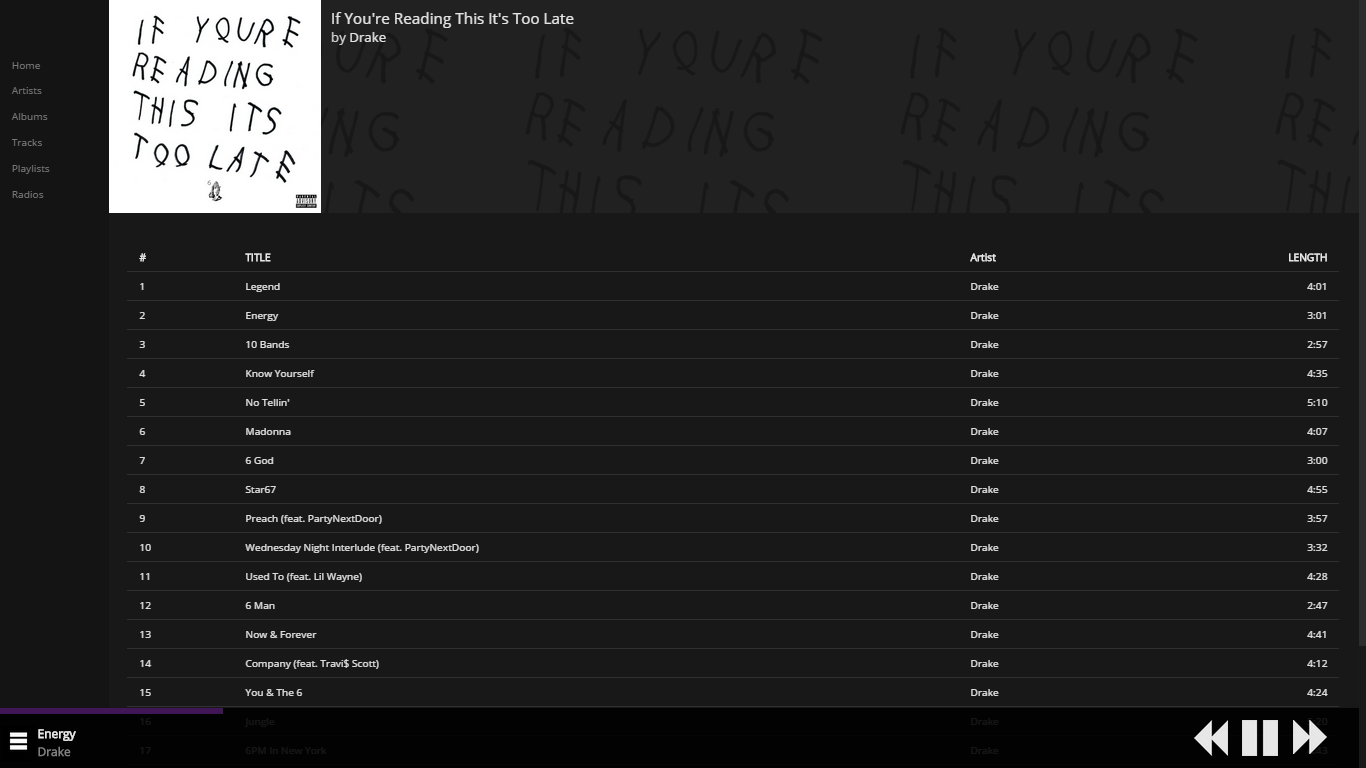 IF YOURE
READING
THIS ITS
TOO LATE
If You're Reading This It's Too Late
by Drake
Home
Artists
Albums
Tracks
Playlists
Radios
# TITLE Artist LENGTH
1 Legend Drake 4:01
2 Energy Drake 3:01
3 10 Bands Drake 2:57
4 Know Yourself Drake 4:35
5 No Tellin' Drake 5:10
6 Madonna Drake 4:07
7 6 God Drake 3:00
8 Star67 Drake 4:55
9 Preach (feat. PartyNextDoor) Drake 3:57
10 Wednesday Night Interlude (feat. PartyNextDoor) Drake 3:32
11 Used To (feat. Lil Wayne) Drake 4:28
12 6 Man Drake 2:47
13 Now & Forever Drake 4:41
14 Company (feat. Travi$ Scott) Drake 4:12
15 You & The 6 Drake 4:24
16 Jungle Drake
17 6PM In New York Drake
Energy
Drake